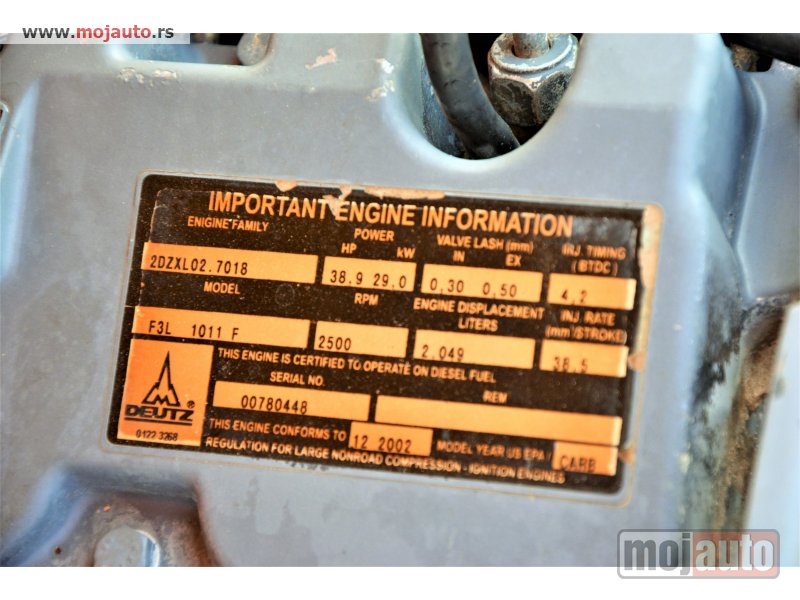 www.mojauto.rs
IMPORTANT ENGINE INFORMATION
ENIGINE FAMILY POWER VALVE LASH (mm) INJ. TIMING
HP kW IN EX (BTDC)
2DZXL02.7018 38.9 29.0 0,30 0,50 4,2
MODEL RPM ENGINE DISPLACEMENT INJ. RATE
LITERS (mm³/STROKE)
F3L 1011 F 2500 2.049 38.5
THIS ENGINE IS CERTIFIED TO OPERATE ON DIESEL FUEL
SERIAL NO. REM
00780448
DEUTZ ®
0122 3268
THIS ENGINE CONFORMS TO 12 2002 MODEL YEAR US EPA / CARB
REGULATION FOR LARGE NONROAD COMPRESSION - IGNITION ENGINES
mojauto